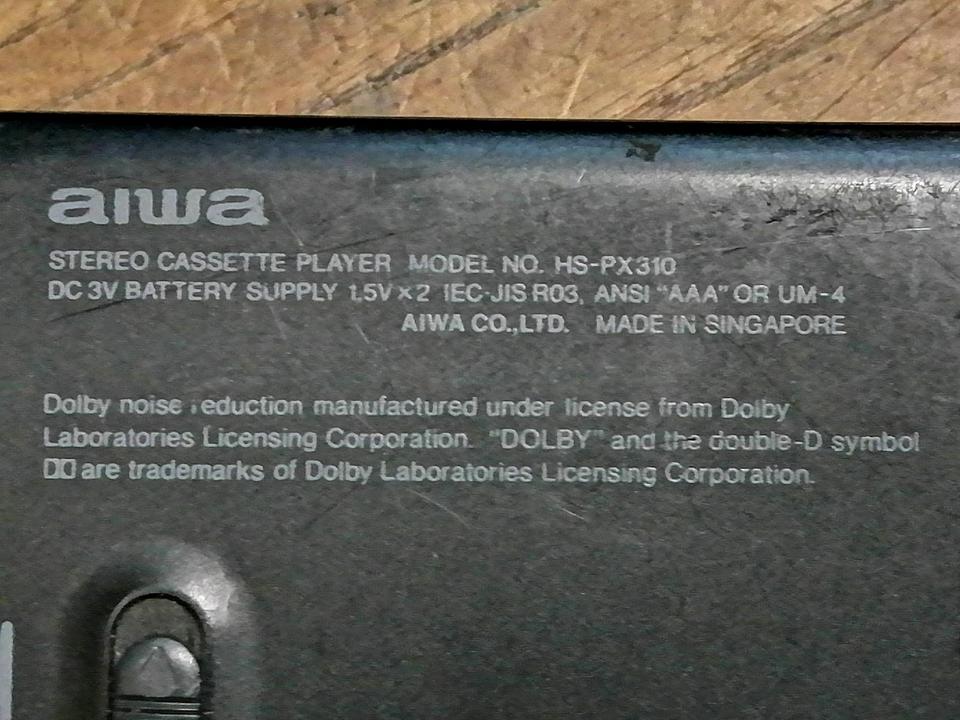 aiwa
STEREO CASSETTE PLAYER MODEL NO. HS-PX310
DC 3V BATTERY SUPPLY 1.5V×2 IEC·JIS R03, ANSI "AAA" OR UM-4
AIWA CO.,LTD. MADE IN SINGAPORE
Dolby noise reduction manufactured under license from Dolby
Laboratories Licensing Corporation. "DOLBY" and the double-D symbol
are trademarks of Dolby Laboratories Licensing Corporation.